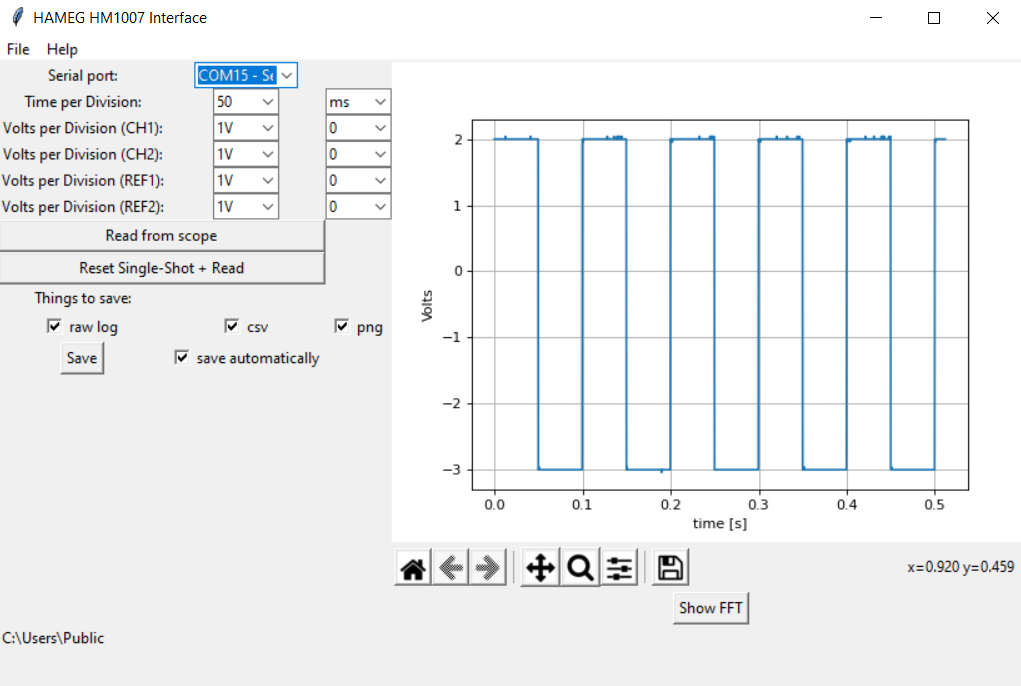 HAMEG HM1007 Interface
File Help
Serial port: COM15 - Se
Time per Division: 50 ms
Volts per Division (CH1): 1V 0
Volts per Division (CH2): 1V 0
Volts per Division (REF1): 1V 0
Volts per Division (REF2): 1V 0
Read from scope
Reset Single-Shot + Read
Things to save:
raw log csv png
Save save automatically
2
1
0
−1
−2
−3
Volts
0.0 0.1 0.2 0.3 0.4 0.5
time [s]
x=0.920 y=0.459
Show FFT
C:\Users\Public